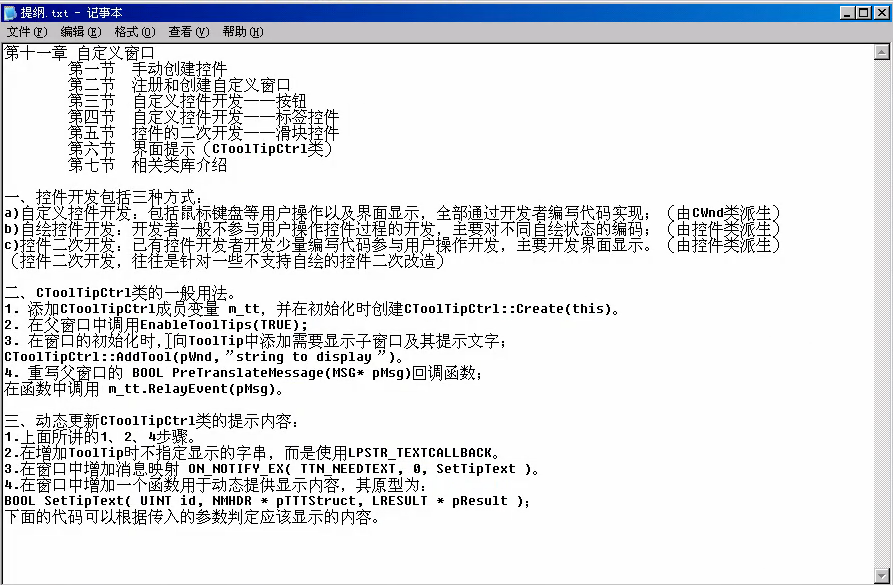 提纲.txt - 记事本
文件(F) 编辑(E) 格式(O) 查看(V) 帮助(H)
第十一章 自定义窗口
第一节 手动创建控件
第二节 注册和创建自定义窗口
第三节 自定义控件开发——按钮
第四节 自定义控件开发——标签控件
第五节 控件的二次开发——滑块控件
第六节 界面提示（CToolTipCtrl类）
第七节 相关类库介绍
一、控件开发包括三种方式：
a)自定义控件开发：包括鼠标键盘等用户操作以及界面显示，全部通过开发者编写代码实现；（由CWnd类派生）
b)自绘控件开发：开发者一般不参与用户操作控件过程的开发，主要对不同自绘状态的编码；（由控件类派生）
c)控件二次开发：已有控件开发者开发少量编写代码参与用户操作开发，主要开发界面显示。（由控件类派生）
（控件二次开发，往往是针对一些不支持自绘的控件二次改造）
二、CToolTipCtrl类的一般用法。
1. 添加CToolTipCtrl成员变量 m_tt，并在初始化时创建CToolTipCtrl::Create(this)。
2. 在父窗口中调用EnableToolTips(TRUE);
3. 在窗口的初始化时,向ToolTip中添加需要显示子窗口及其提示文字；
CToolTipCtrl::AddTool(pWnd,"string to display ")。
4. 重写父窗口的 BOOL PreTranslateMessage(MSG* pMsg)回调函数；
在函数中调用 m_tt.RelayEvent(pMsg)。
三、动态更新CToolTipCtrl类的提示内容：
1.上面所讲的1、2、4步骤。
2.在增加ToolTip时不指定显示的字串，而是使用LPSTR_TEXTCALLBACK。
3.在窗口中增加消息映射 ON_NOTIFY_EX( TTN_NEEDTEXT, 0, SetTipText )。
4.在窗口中增加一个函数用于动态提供显示内容，其原型为：
BOOL SetTipText( UINT id, NMHDR * pTTTStruct, LRESULT * pResult );
下面的代码可以根据传入的参数判定应该显示的内容。